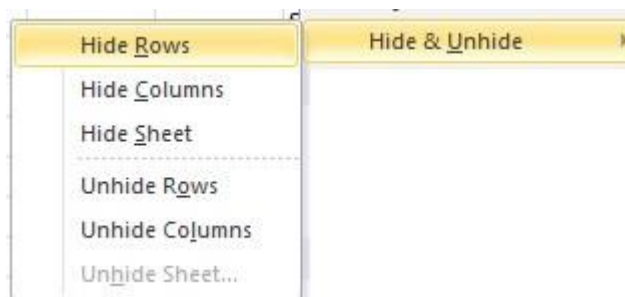 Hide Rows
Hide & Unhide
Hide Columns
Hide Sheet
Unhide Rows
Unhide Columns
Unhide Sheet...